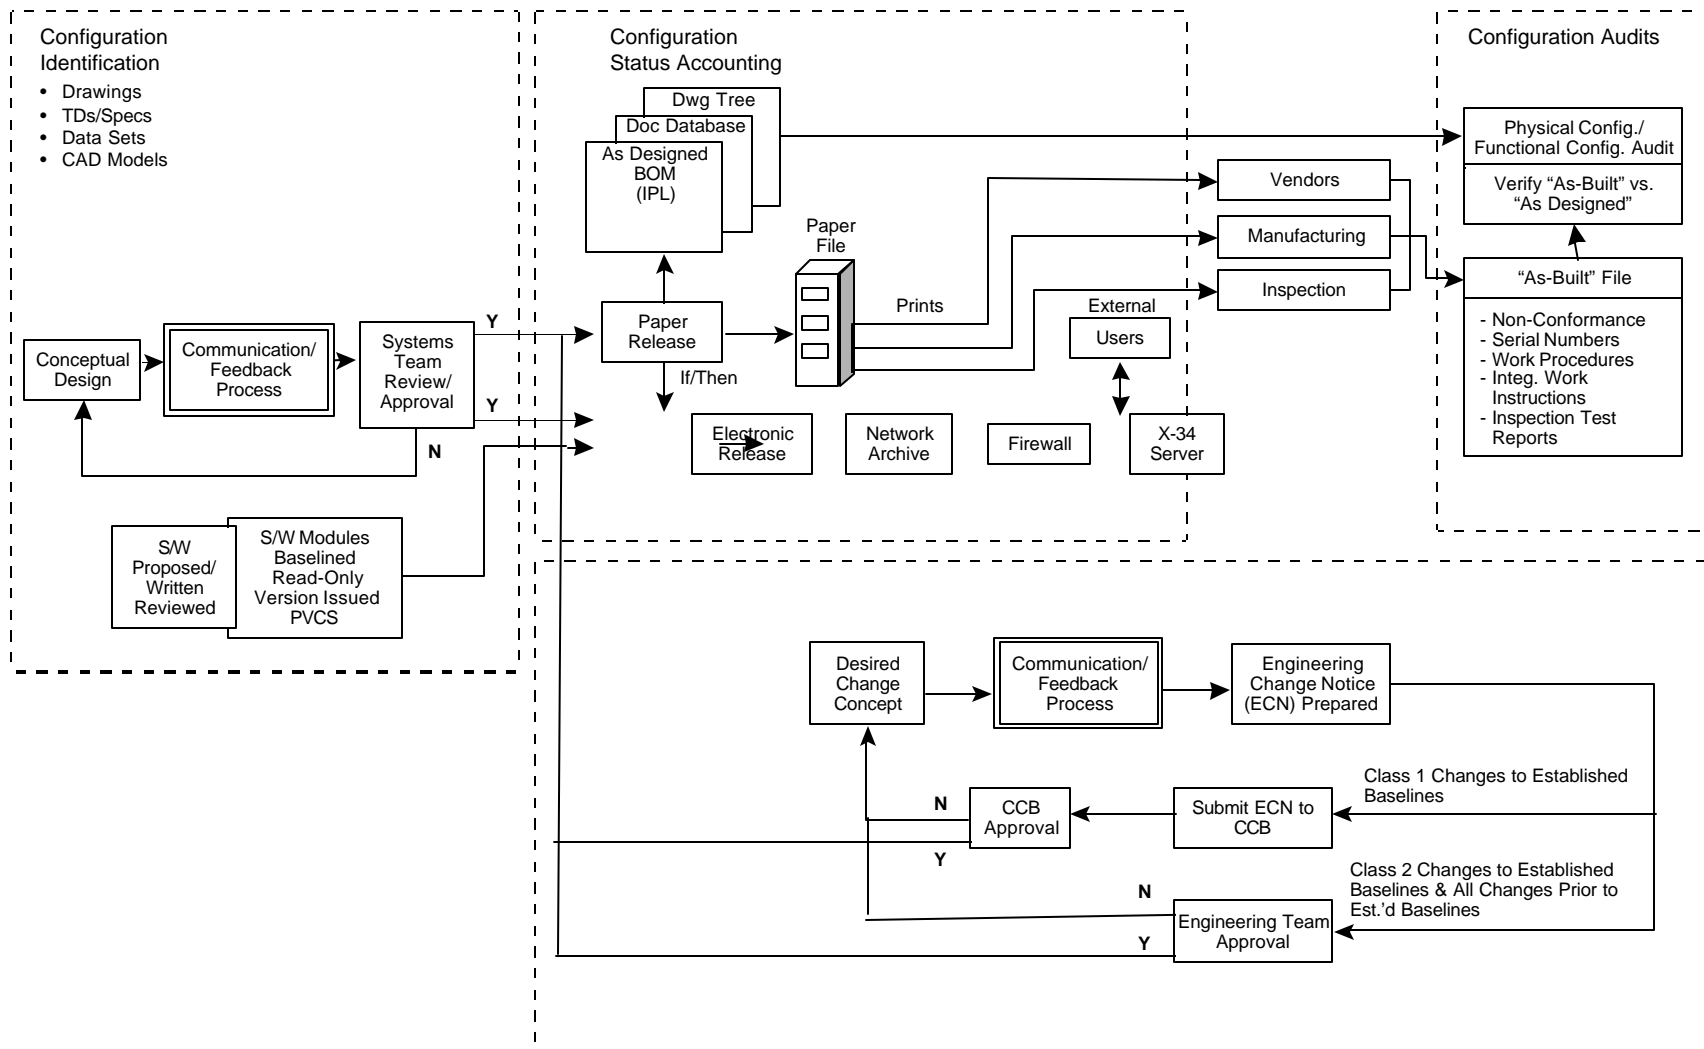 Configuration
Identification
• Drawings
• TDs/Specs
• Data Sets
• CAD Models
Conceptual
Design
Communication/
Feedback
Process
Systems
Team
Review/
Approval
Y
Y
N
S/W
Proposed/
Written
Reviewed
S/W Modules
Baselined
Read-Only
Version Issued
PVCS
Configuration
Status Accounting
Dwg Tree
Doc Database
As Designed
BOM
(IPL)
Paper
Release
If/Then
Paper
File
Prints
External
Users
Electronic
Release
Network
Archive
Firewall
X-34
Server
Vendors
Manufacturing
Inspection
Configuration Audits
Physical Config./
Functional Config. Audit
Verify “As-Built” vs.
“As Designed”
“As-Built” File
- Non-Conformance
- Serial Numbers
- Work Procedures
- Integ. Work
Instructions
- Inspection Test
Reports
Desired
Change
Concept
Communication/
Feedback
Process
Engineering
Change Notice
(ECN) Prepared
Class 1 Changes to Established
Baselines
Submit ECN to
CCB
CCB
Approval
N
Y
Class 2 Changes to Established
Baselines & All Changes Prior to
Est.'d Baselines
Engineering Team
Approval
N
Y